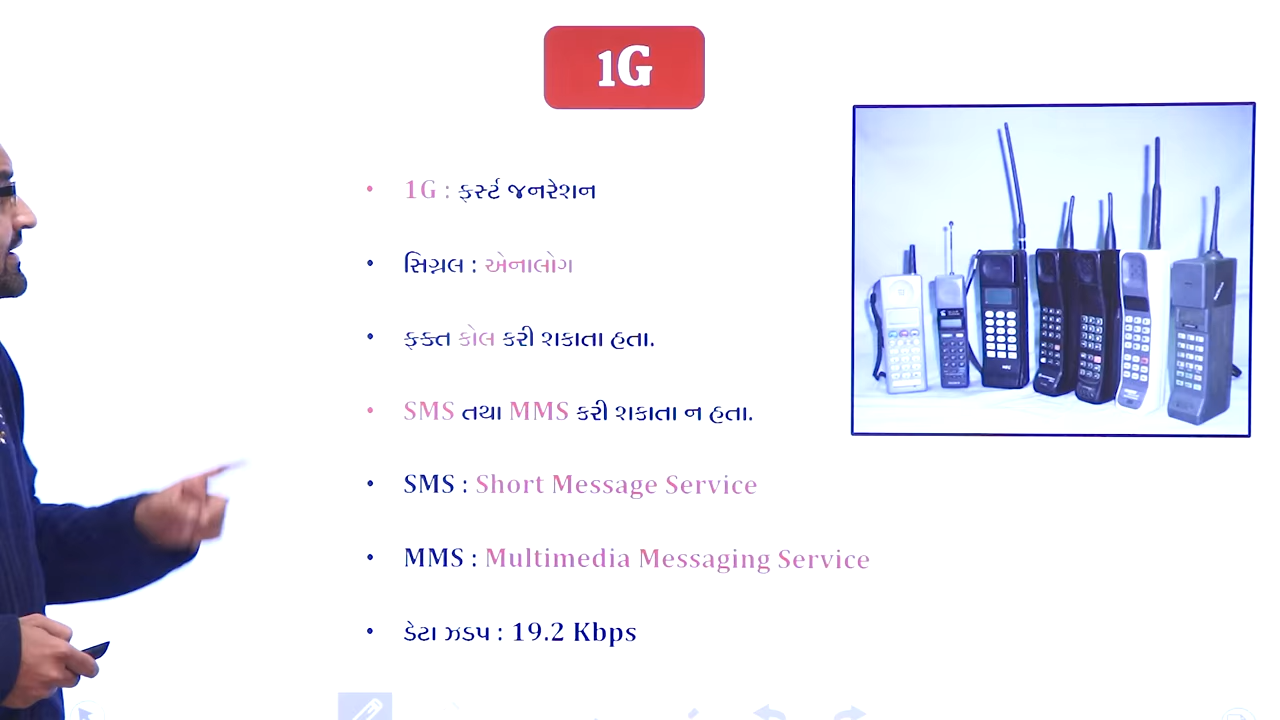 1G
1G : ફર્સ્ટ જનરેશન
સિગ્નલ : એનાલોગ
ફક્ત કોલ કરી શકાતા હતા.
SMS તથા MMS કરી શકાતા ન હતા.
SMS : Short Message Service
MMS : Multimedia Messaging Service
ડેટા ઝડપ : 19.2 Kbps